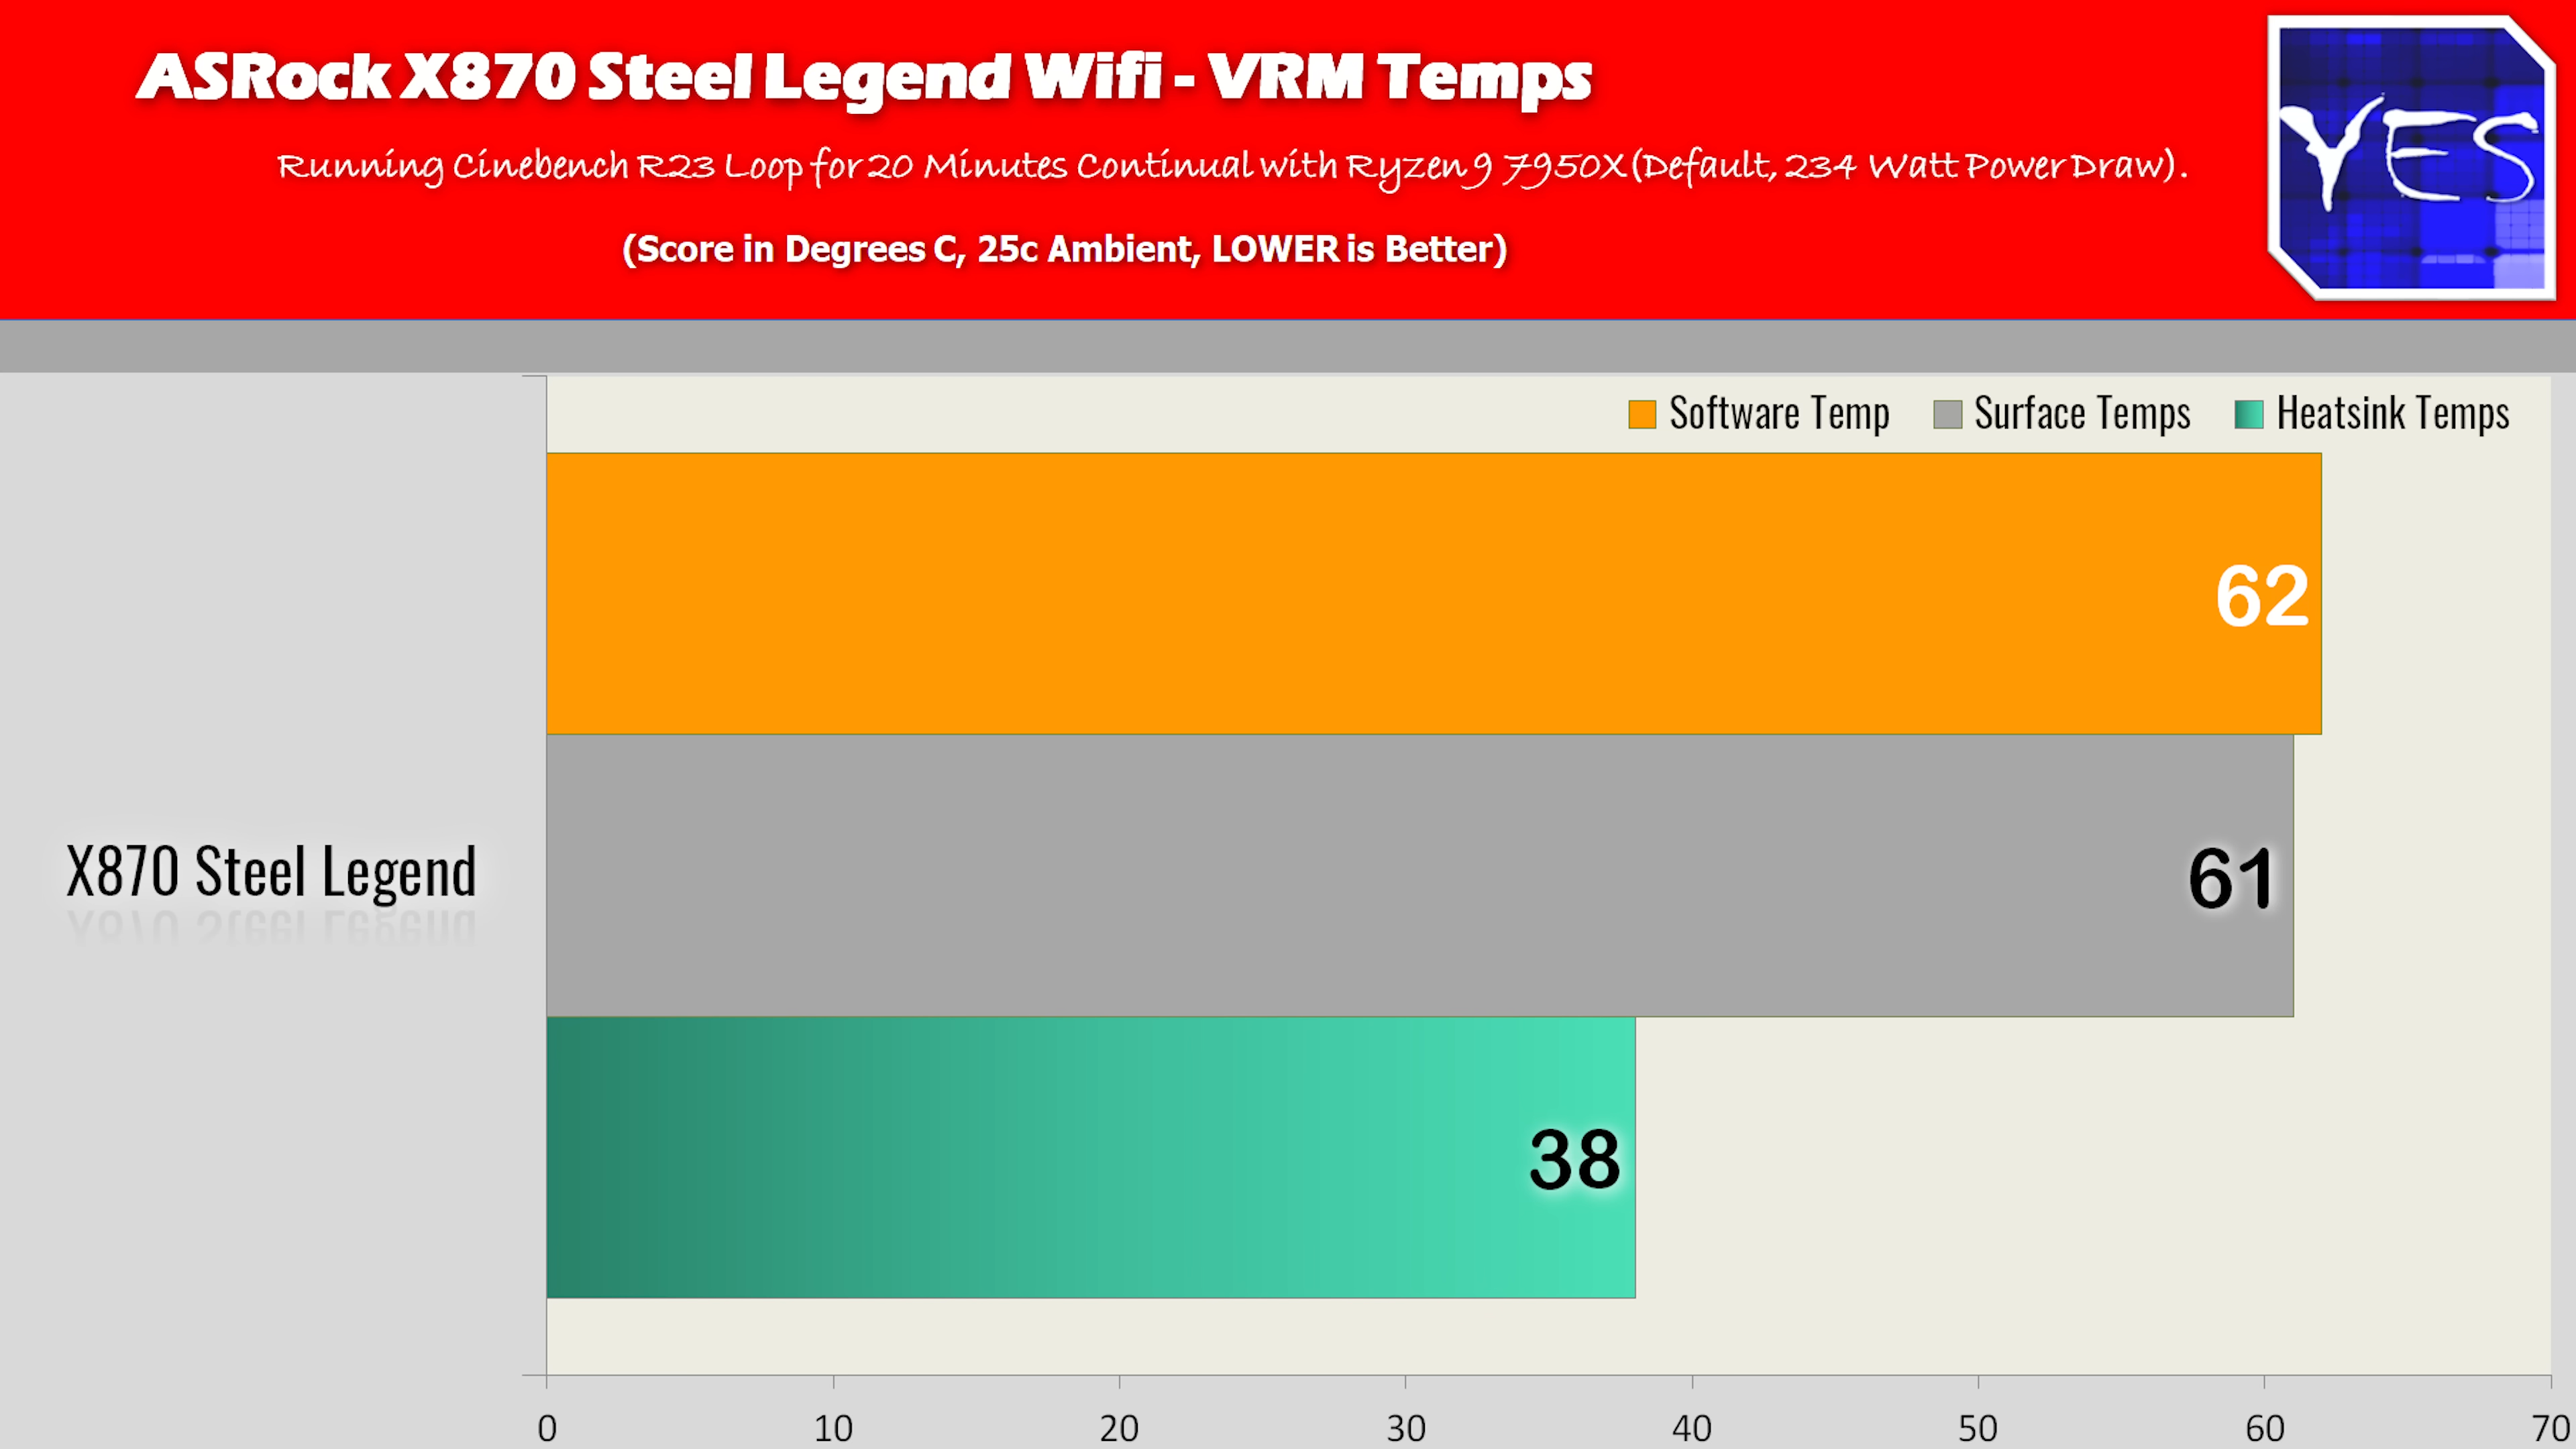 ASRock X870 Steel Legend Wifi - VRM Temps
Running Cinebench R23 Loop for 20 Minutes Continual with Ryzen 9 7950X (Default, 234 Watt Power Draw).
(Score in Degrees C, 25c Ambient, LOWER is Better)
YES
Software Temp Surface Temps Heatsink Temps
62
X870 Steel Legend
61
38
0 10 20 30 40 50 60 70